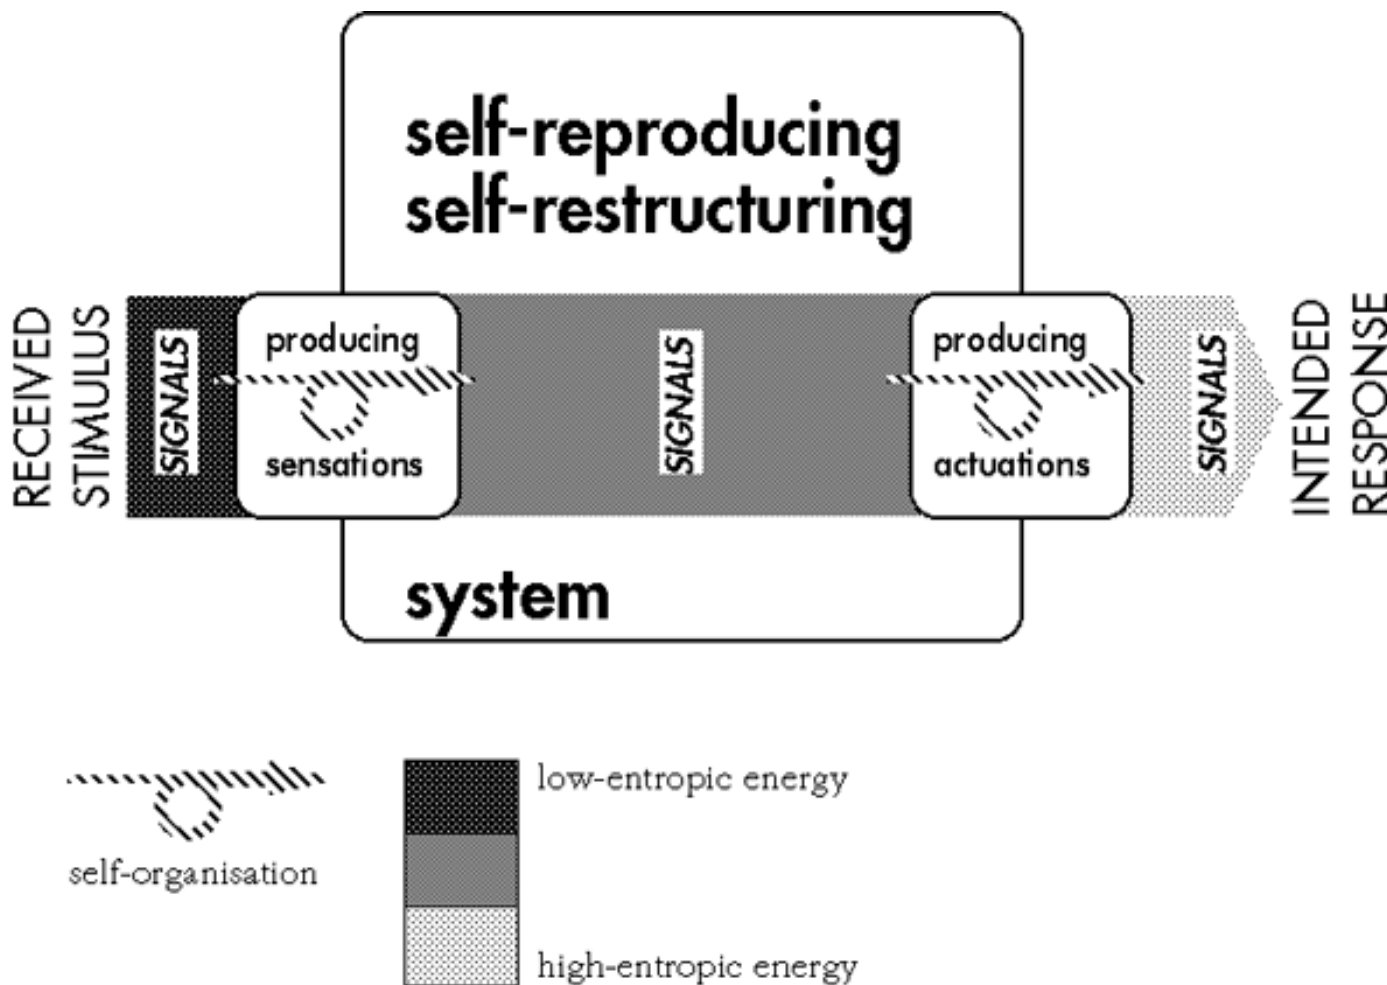 self-reproducing
self-restructuring
RECEIVED
STIMULUS
SIGNALS
producing
sensations
SIGNALS
producing
actuations
SIGNALS
INTENDED
RESPONSE
system
self-organisation
low-entropic energy
high-entropic energy